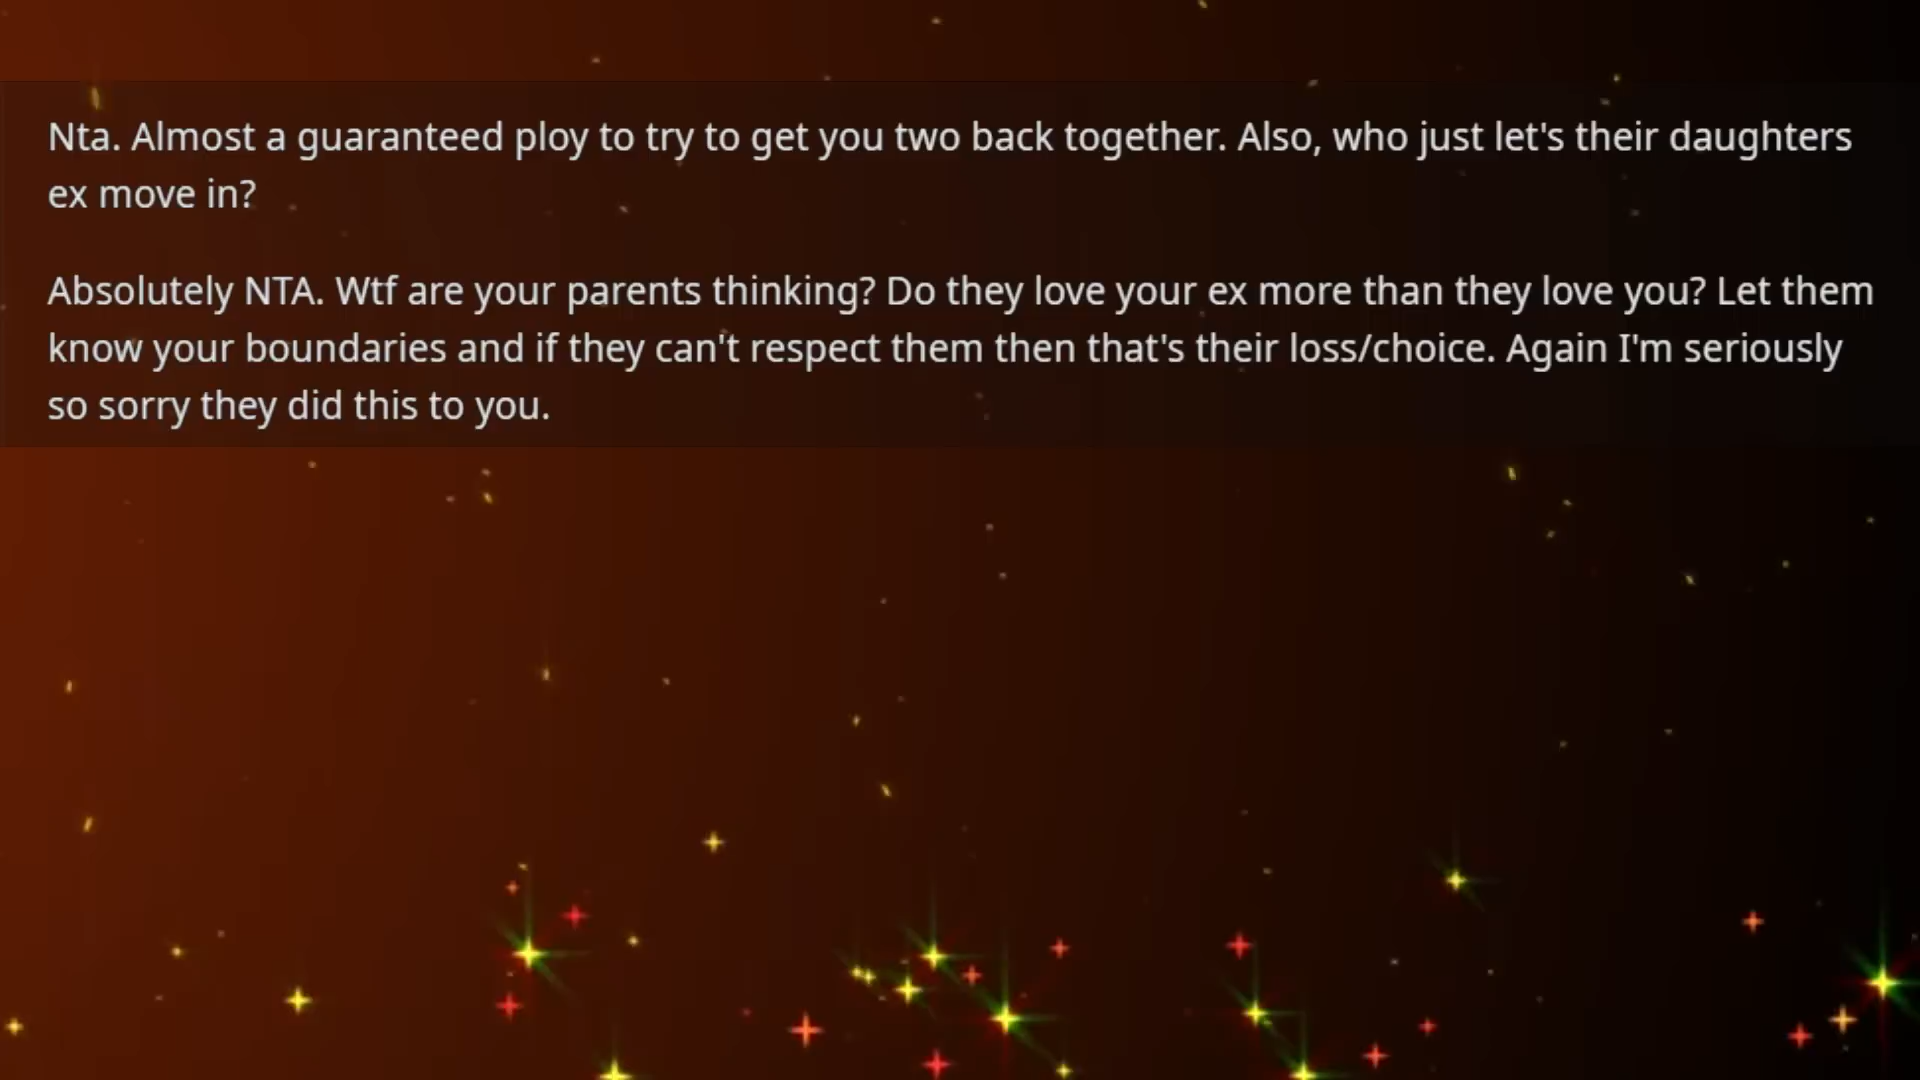 Nta. Almost a guaranteed ploy to try to get you two back together. Also, who just let's their daughters
ex move in?
Absolutely NTA. Wtf are your parents thinking? Do they love your ex more than they love you? Let them
know your boundaries and if they can't respect them then that's their loss/choice. Again I'm seriously
so sorry they did this to you.